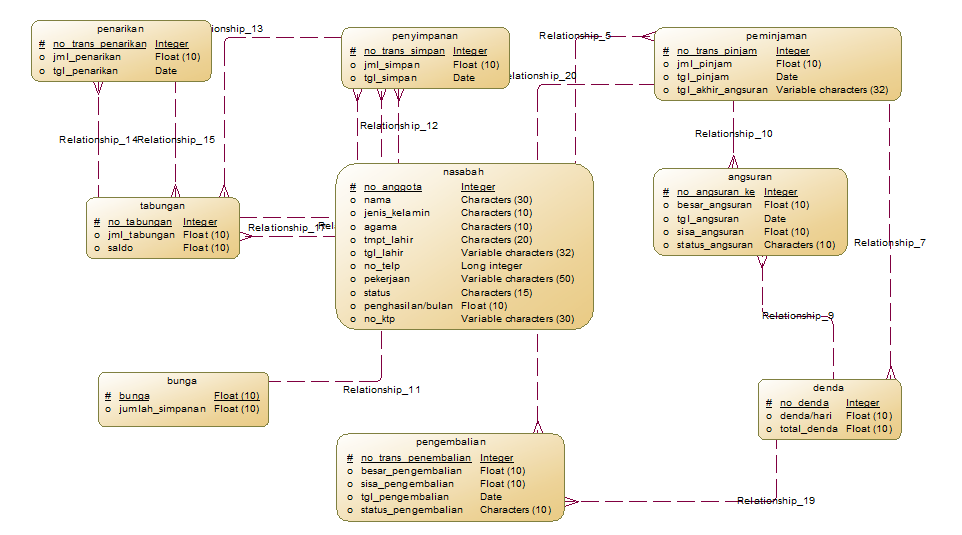 penarikan
# no_trans_penarikan Integer
o jml_penarikan Float (10)
o tgl_penarikan Date
ionship_13
penyimpanan
# no_trans_simpan Integer
o jml_simpan Float (10)
o tgl_simpan Date
Relationship_5
elationship_20
peminjaman
# no_trans_pinjam Integer
o jml_pinjam Float (10)
o tgl_pinjam Date
o tgl_akhir_angsuran Variable characters (32)
Relationship_14
Relationship_15
Relationship_12
Relationship_10
tabungan
# no_tabungan Integer
o jml_tabungan Float (10)
o saldo Float (10)
Rel
nasabah
# no_anggota Integer
o nama Characters (30)
o jenis_kelamin Characters (10)
o agama Characters (10)
o tmpt_lahir Characters (20)
o tgl_lahir Variable characters (32)
o no_telp Long integer
o pekerjaan Variable characters (50)
o status Characters (15)
o penghasilan/bulan Float (10)
o no_ktp Variable characters (30)
angsuran
# no_angsuran_ke Integer
o besar_angsuran Float (10)
o tgl_angsuran Date
o sisa_angsuran Float (10)
o status_angsuran Characters (10)
Relationship_7
Relationship_9
bunga
# bunga Float (10)
o jumlah_simpanan Float (10)
Relationship_11
denda
# no_denda Integer
o denda/hari Float (10)
o total_denda Float (10)
pengembalian
# no_trans_penembalian Integer
o besar_pengembalian Float (10)
o sisa_pengembalian Float (10)
o tgl_pengembalian Date
o status_pengembalian Characters (10)
Relationship_19